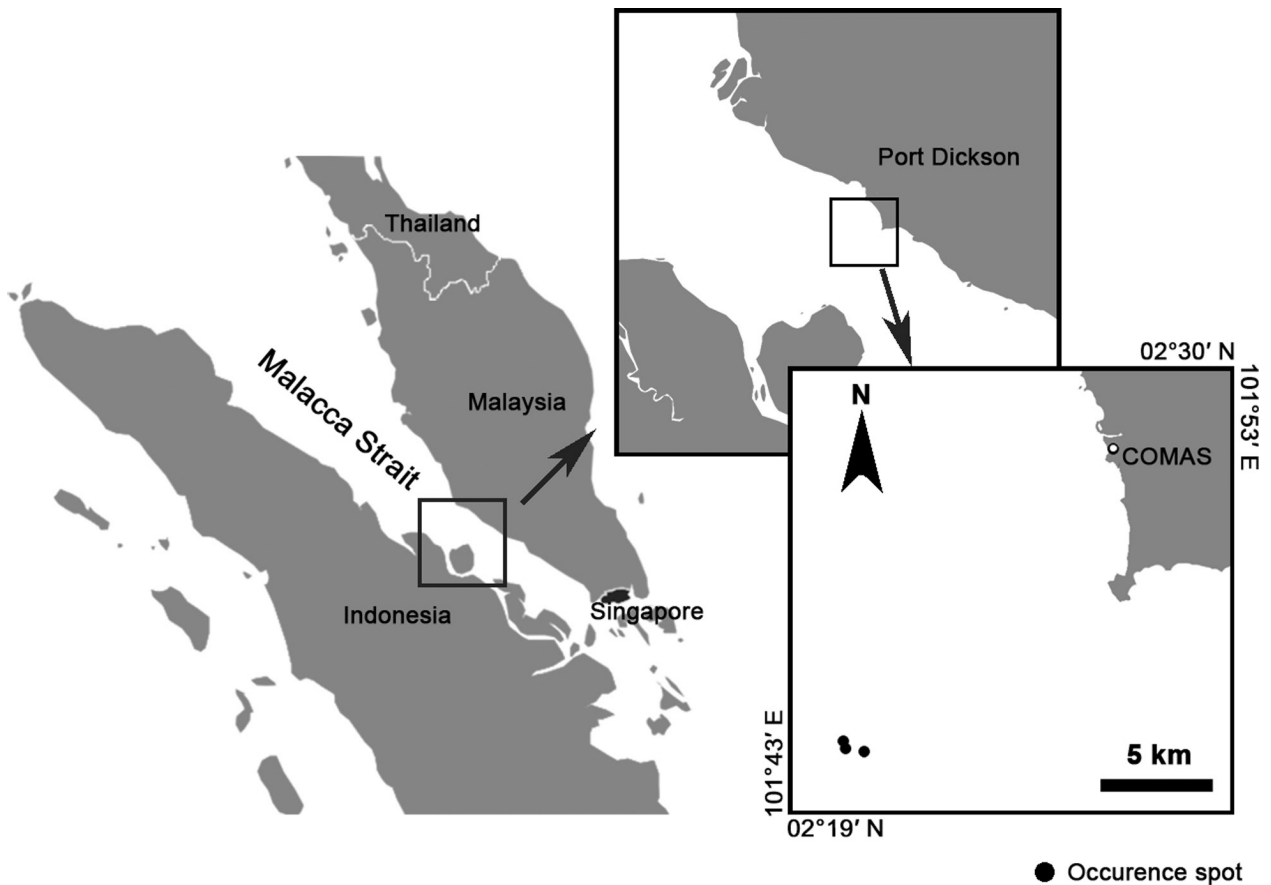 Thailand
Malacca Strait
Malaysia
Indonesia
Singapore
Port Dickson
02°30′ N
101°53′ E
N
COMAS
101°43′ E
5 km
02°19′ N
Occurence spot